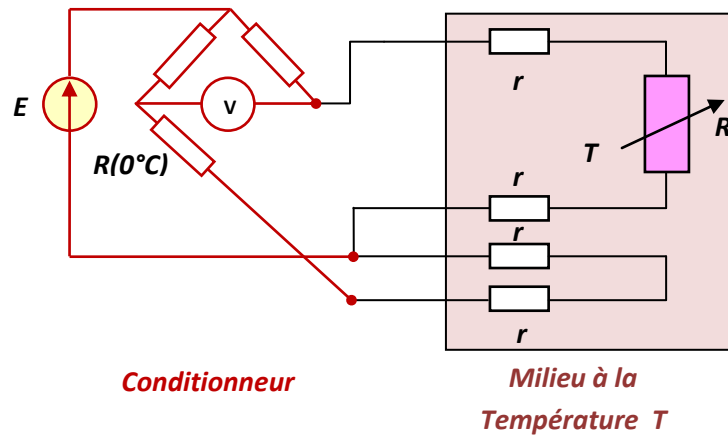 r
E
V
R
T
R(0°C)
r
r
Conditionneur
Milieu à la
Température T